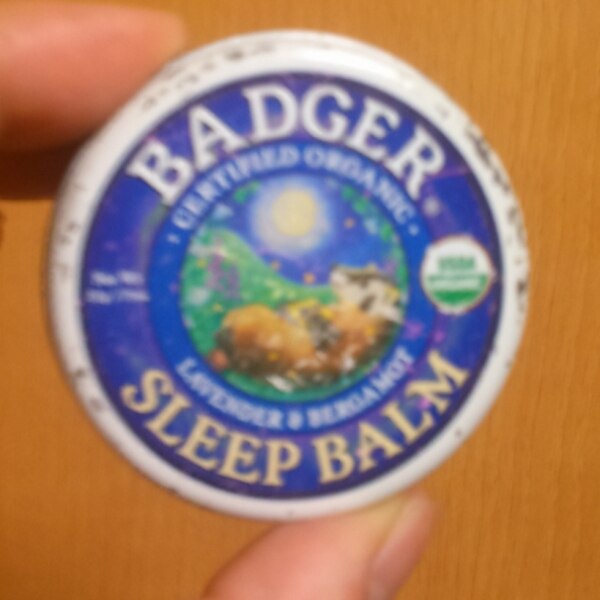 BADGER
CERTIFIED ORGANIC
USDA
ORGANIC
LAVENDER & BERGAMOT
SLEEP BALM